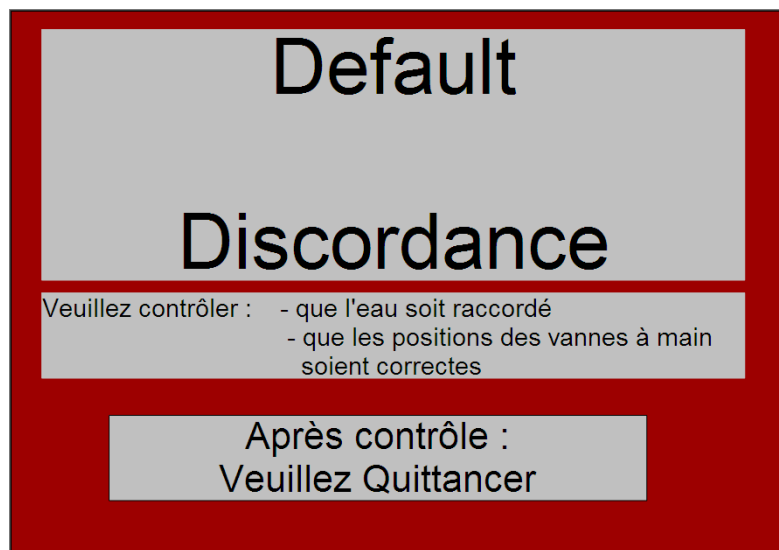 Default
Discordance
Veuillez contrôler : - que l'eau soit raccordé
- que les positions des vannes à main
soient correctes
Après contrôle :
Veuillez Quittancer